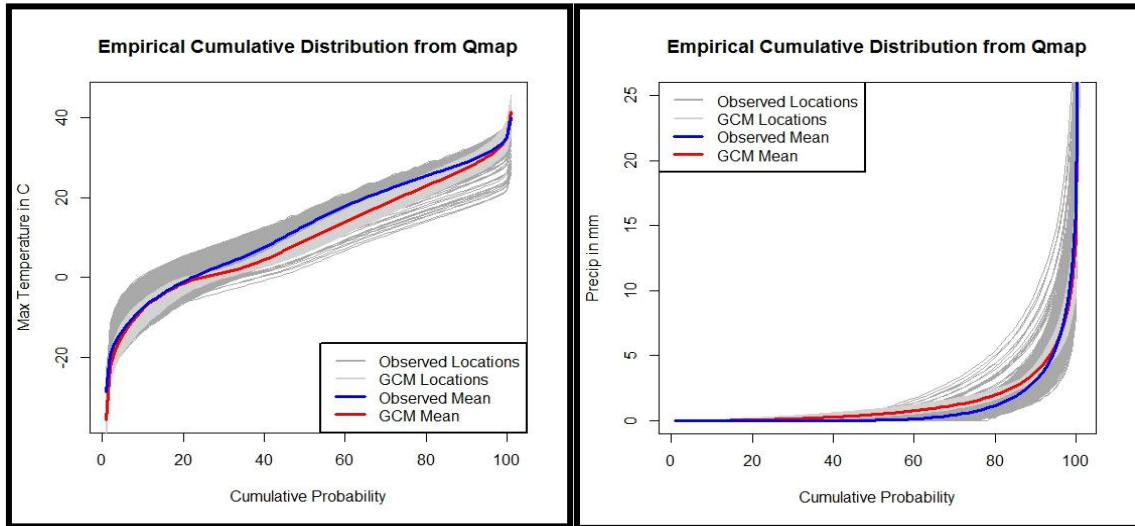 Empirical Cumulative Distribution from Qmap
Max Temperature in C
40
20
0
-20
Observed Locations
GCM Locations
Observed Mean
GCM Mean
0 20 40 60 80 100
Cumulative Probability
Empirical Cumulative Distribution from Qmap
Precip in mm
25
20
15
10
5
0
Observed Locations
GCM Locations
Observed Mean
GCM Mean
0 20 40 60 80 100
Cumulative Probability